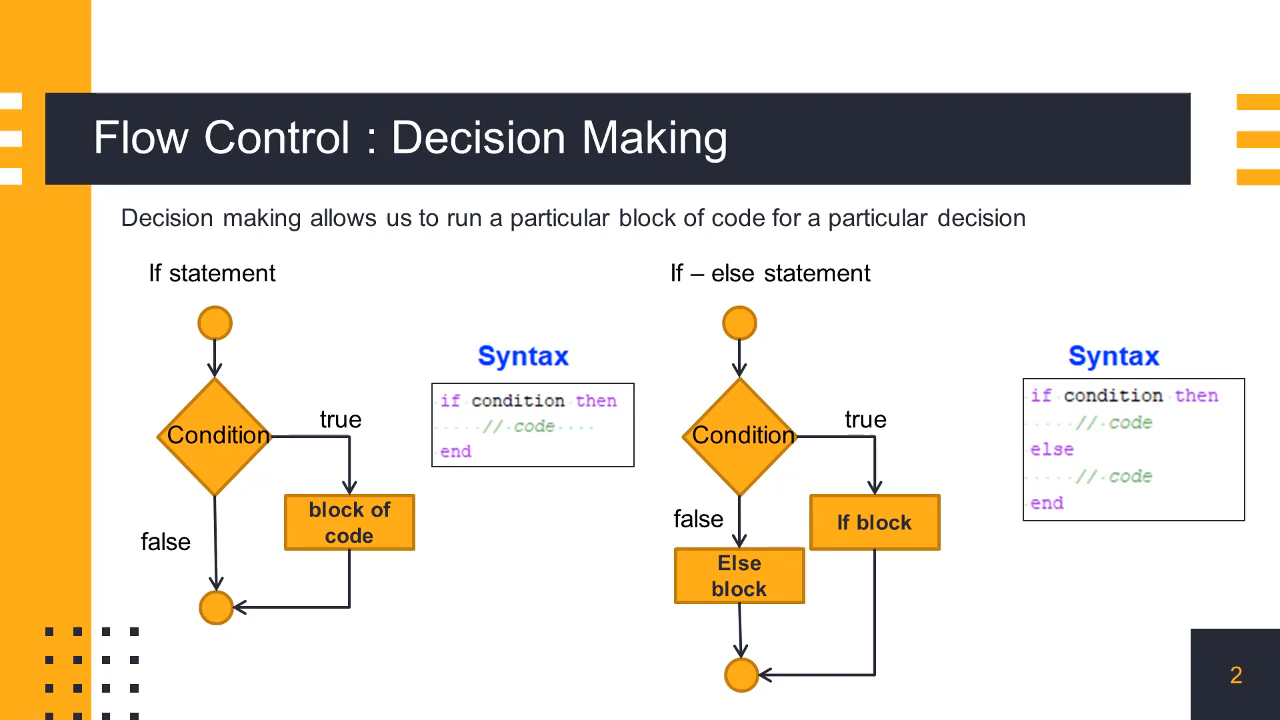 Flow Control : Decision Making
Decision making allows us to run a particular block of code for a particular decision
If statement
Condition
true
false
block of
code
Syntax
if condition then
// code
end
If – else statement
Condition
true
false
If block
Else
block
Syntax
if condition then
// code
else
// code
end
2